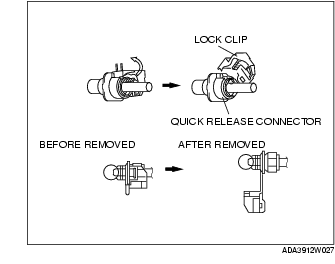 LOCK CLIP
QUICK RELEASE CONNECTOR
BEFORE REMOVED AFTER REMOVED
ADA3912W027